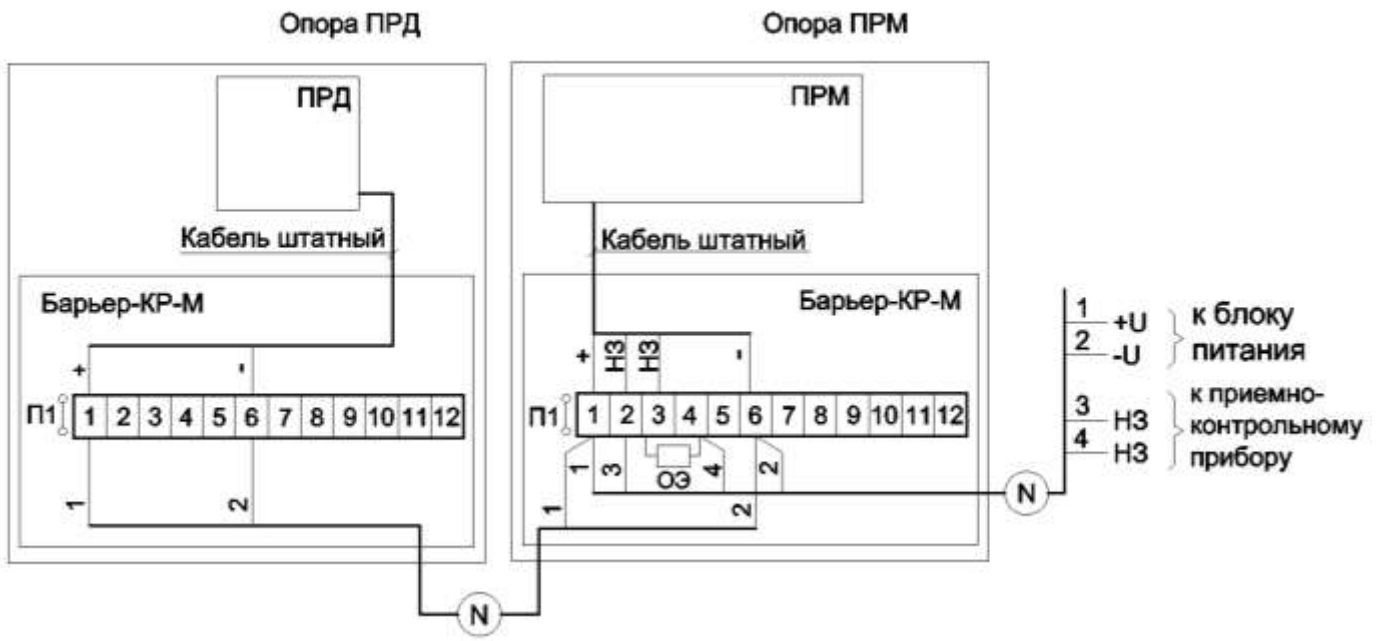 Опора ПРД
Опора ПРМ
ПРД
ПРМ
Кабель штатный
Кабель штатный
Барьер-КР-М
Барьер-КР-М
+ -
+ НЗ НЗ -
П1 1 2 3 4 5 6 7 8 9 10 11 12
П1 1 2 3 4 5 6 7 8 9 10 11 12
1 2
1 3 ОЭ 4 2
1 2
N
N
1 +U
2 -U
к блоку
питания
3 НЗ
4 НЗ
к приемно-
контрольному
прибору